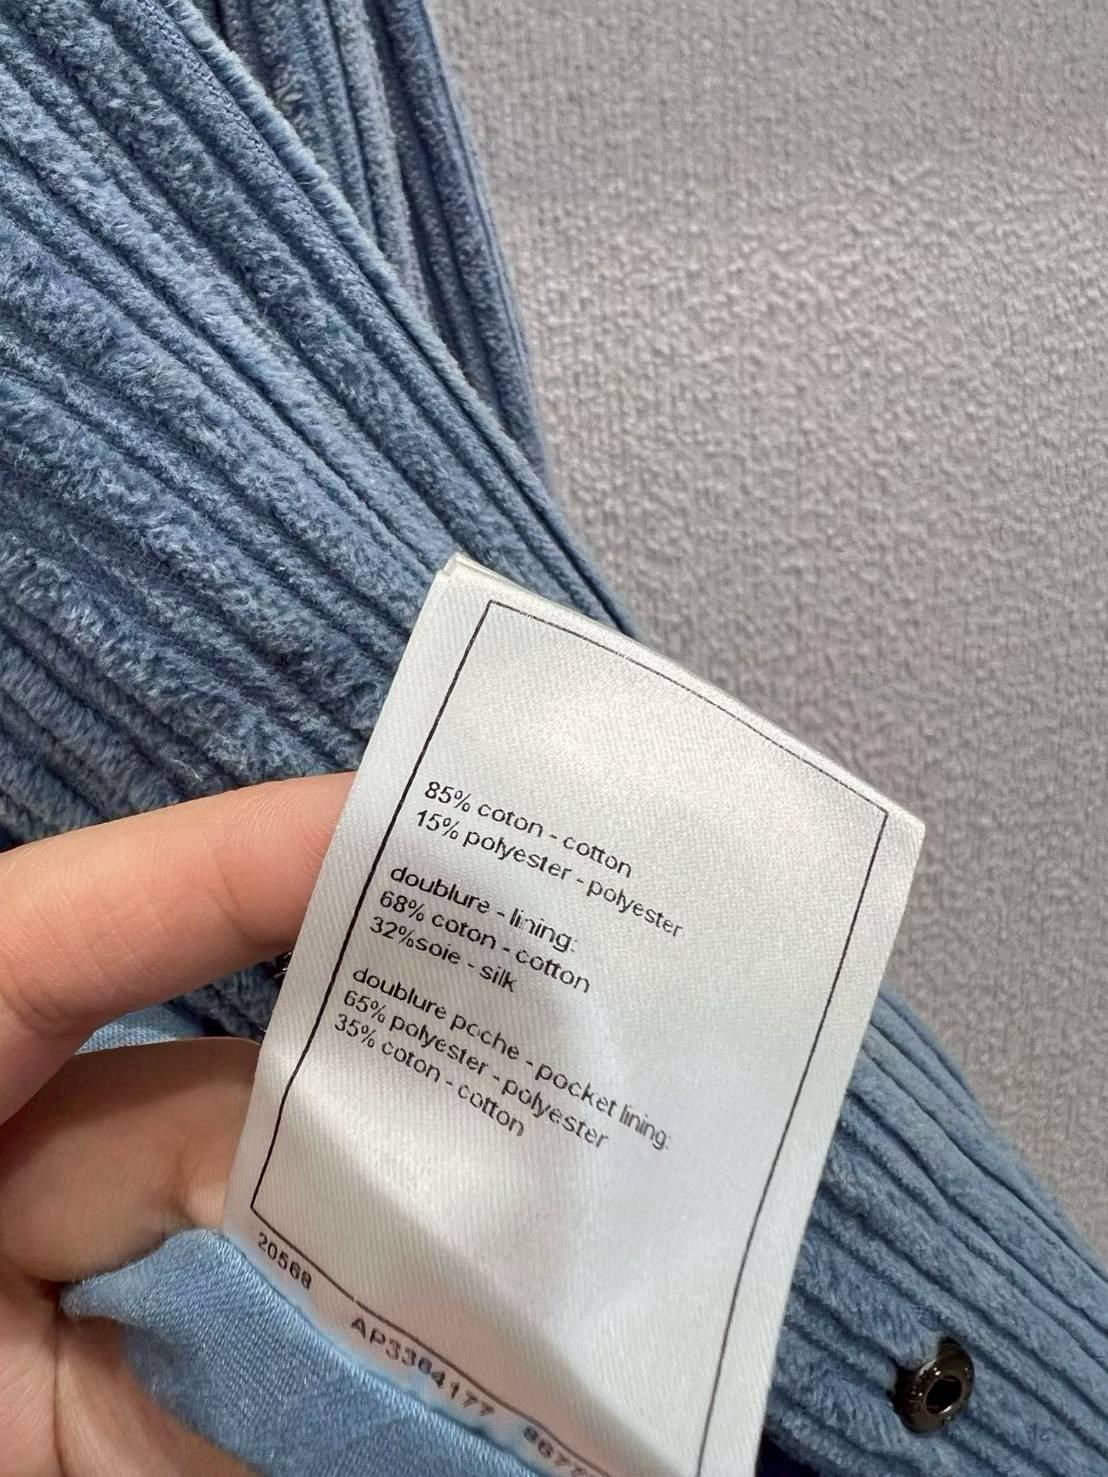 85% coton - cotton
15% polyester - polyester
doublure - lining:
68% coton - cotton
32%soie - silk
doublure poche - pocket lining:
65% polyester - polyester
35% coton - cotton
20568